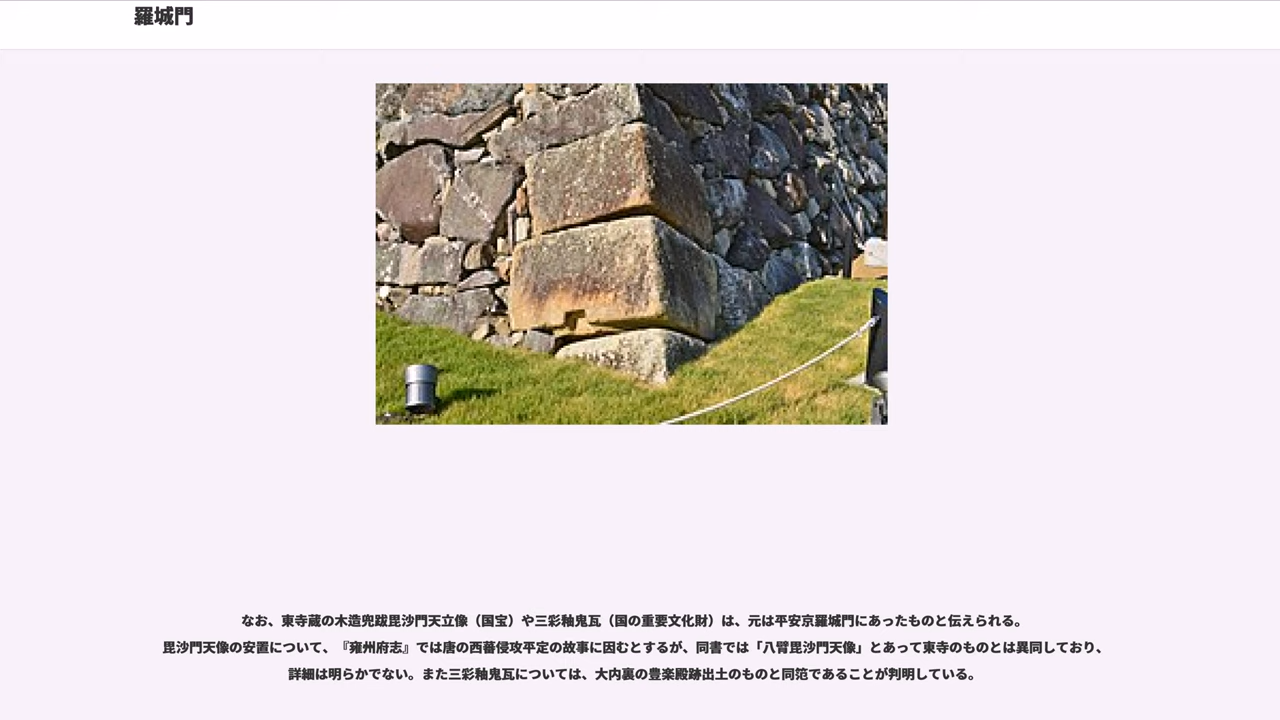 羅城門
なお、東寺蔵の木造兜跋毘沙門天立像（国宝）や三彩釉鬼瓦（国の重要文化財）は、元は平安京羅城門にあったものと伝えられる。
毘沙門天像の安置について、『雍州府志』では唐の西蕃侵攻平定の故事に因むとするが、同書では「八臂毘沙門天像」とあって東寺のものとは異同しており、
詳細は明らかでない。また三彩釉鬼瓦については、大内裏の豊楽殿跡出土のものと同笵であることが判明している。